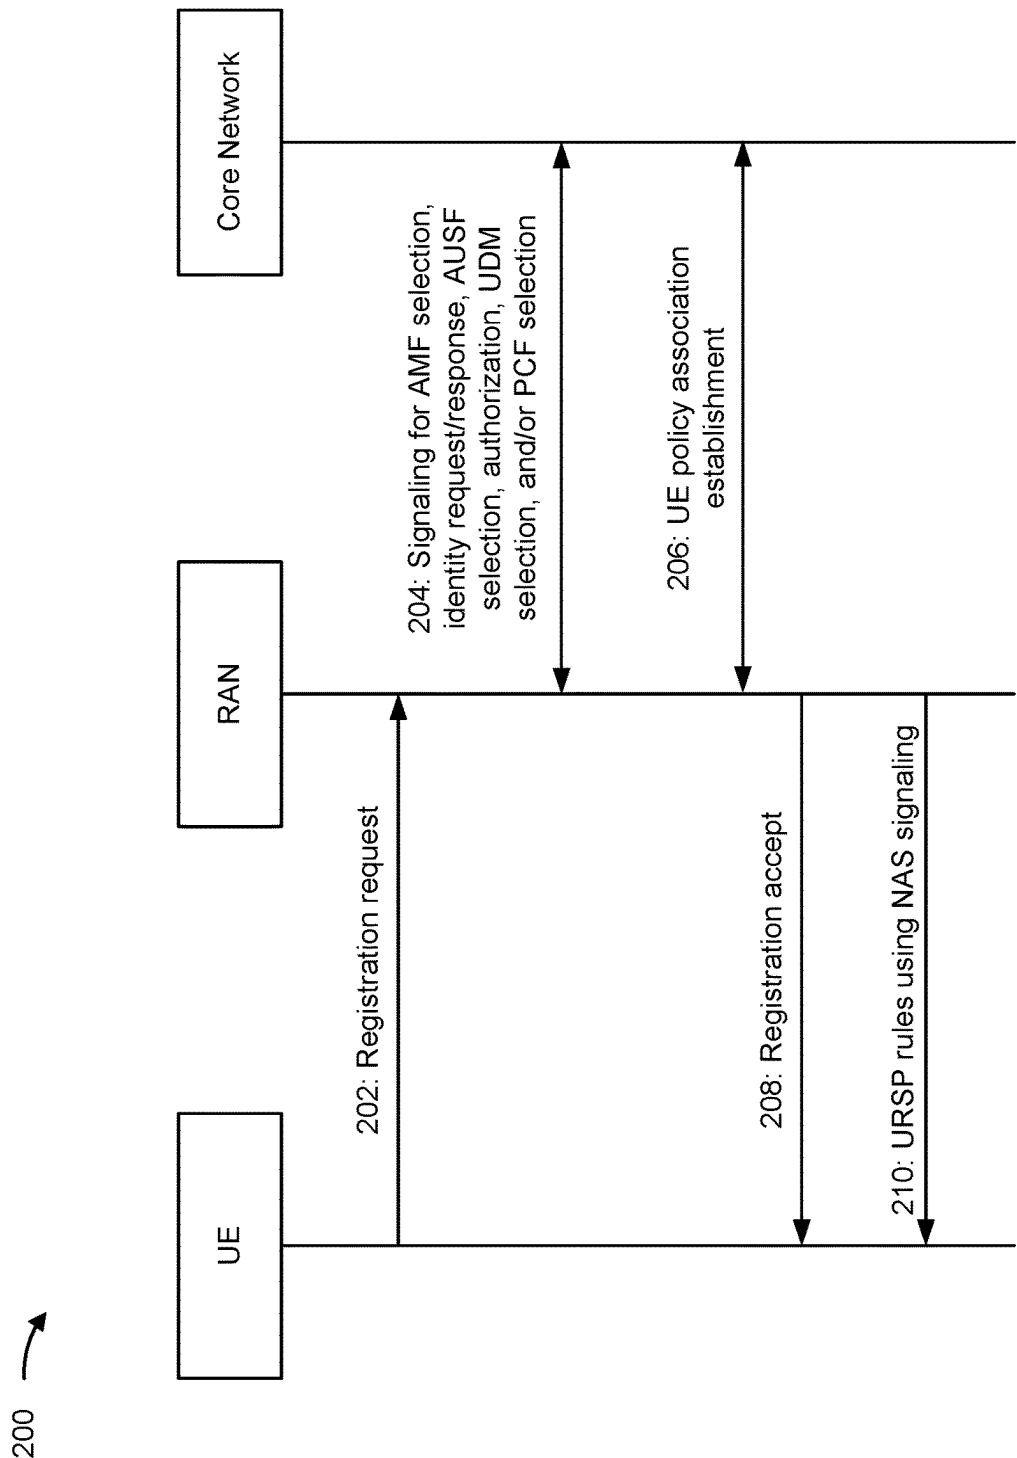 200
UE
RAN
Core Network
202: Registration request
204: Signaling for AMF selection,
identity request/response, AUSF
selection, authorization, UDM
selection, and/or PCF selection
206: UE policy association
establishment
208: Registration accept
210: URSP rules using NAS signaling